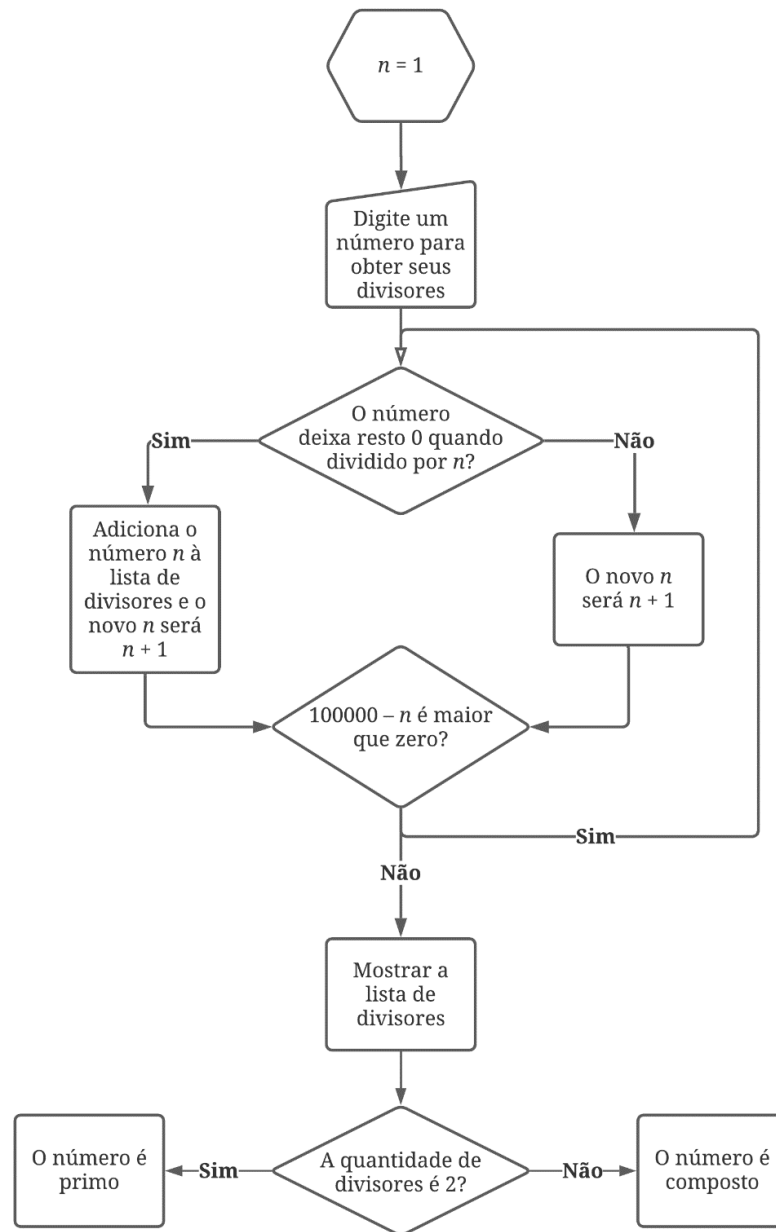 n = 1
Digite um
número para
obter seus
divisores
O número
deixa resto 0 quando
dividido por n?
Sim
Não
Adiciona o
número n à
lista de
divisores e o
novo n será
n + 1
O novo n
será n + 1
100000 – n é maior
que zero?
Sim
Não
Mostrar a
lista de
divisores
A quantidade de
divisores é 2?
Sim
Não
O número é
primo
O número é
composto